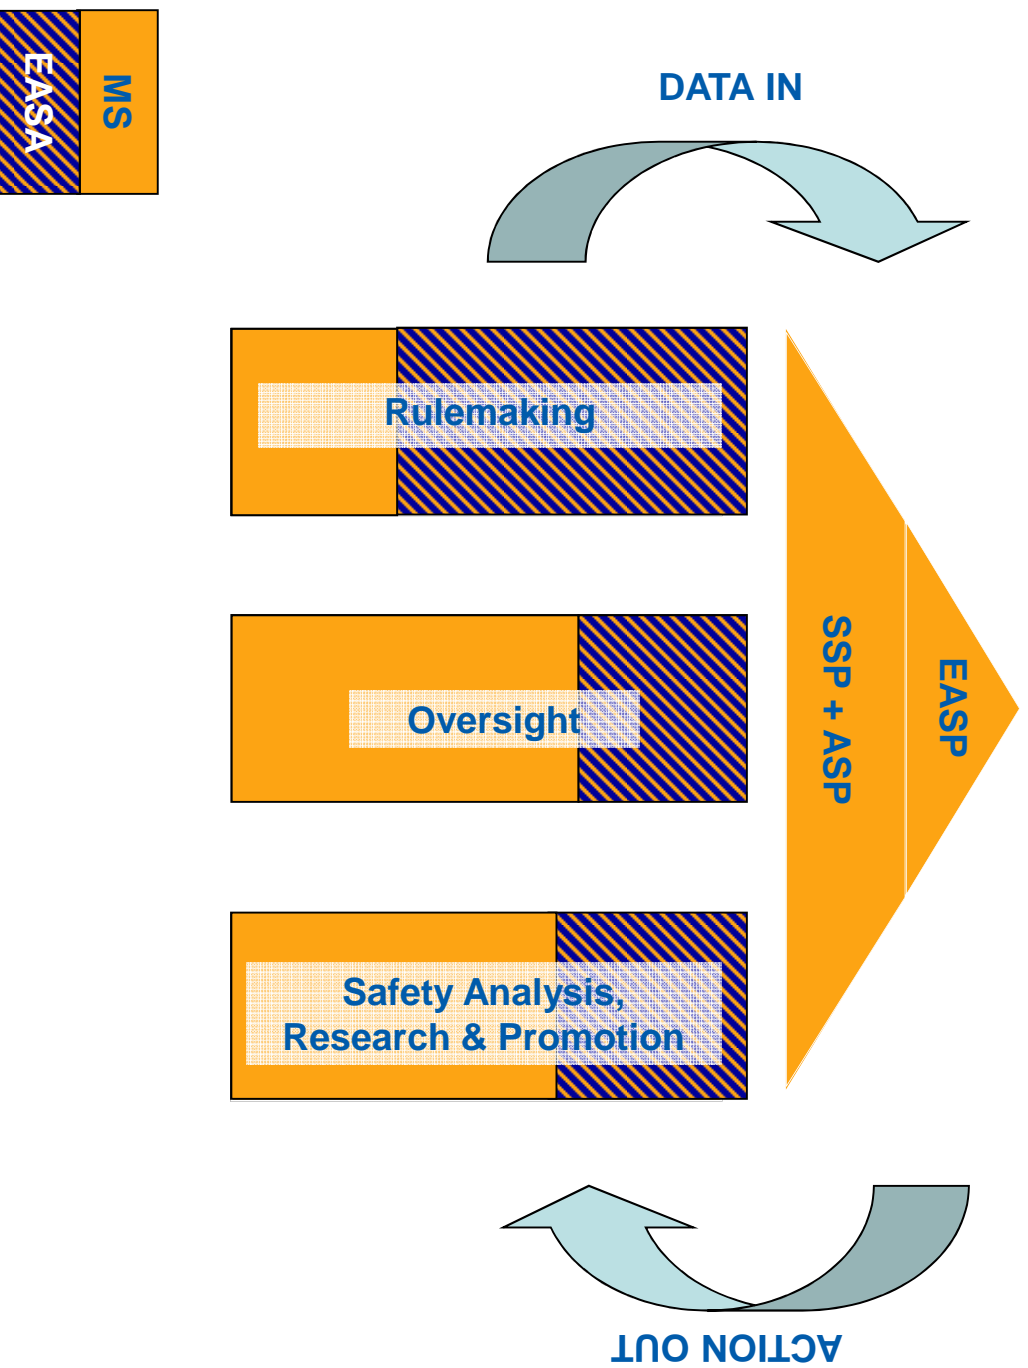 MS
EASA
DATA IN
Rulemaking
Oversight
Safety Analysis,
Research & Promotion
SSP + ASP
EASP
ACTION OUT